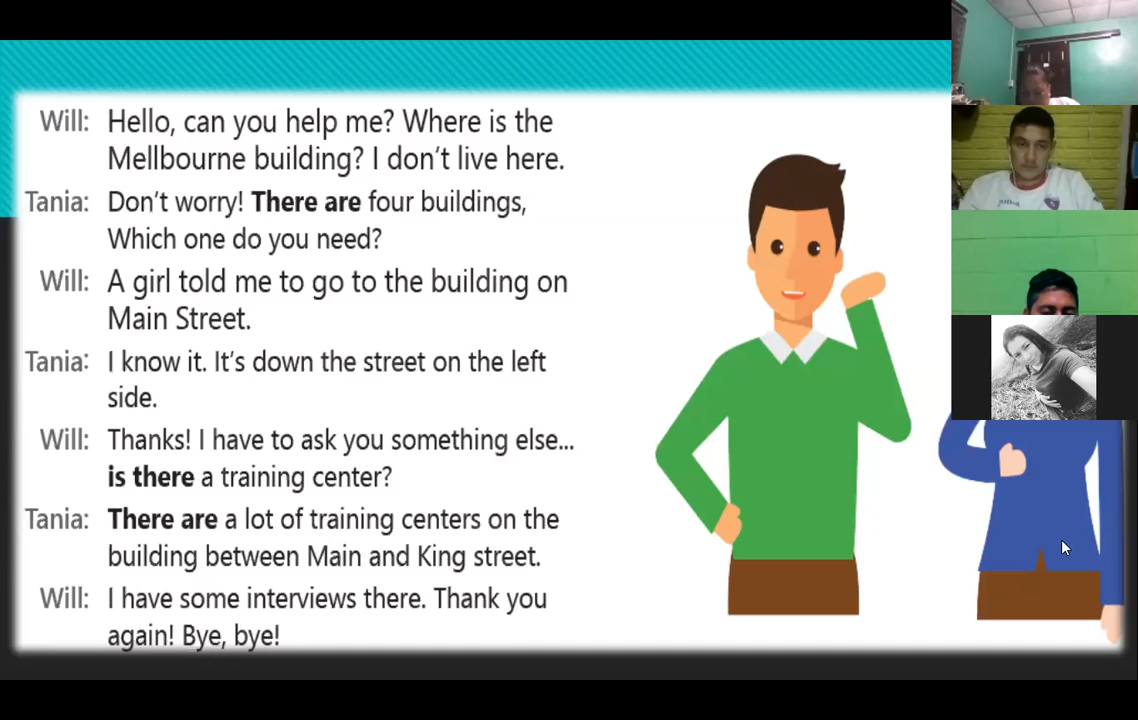 Will: Hello, can you help me? Where is the
Mellbourne building? I don't live here.
Tania: Don't worry! There are four buildings,
Which one do you need?
Will: A girl told me to go to the building on
Main Street.
Tania: I know it. It's down the street on the left
side.
Will: Thanks! I have to ask you something else...
is there a training center?
Tania: There are a lot of training centers on the
building between Main and King street.
Will: I have some interviews there. Thank you
again! Bye, bye!